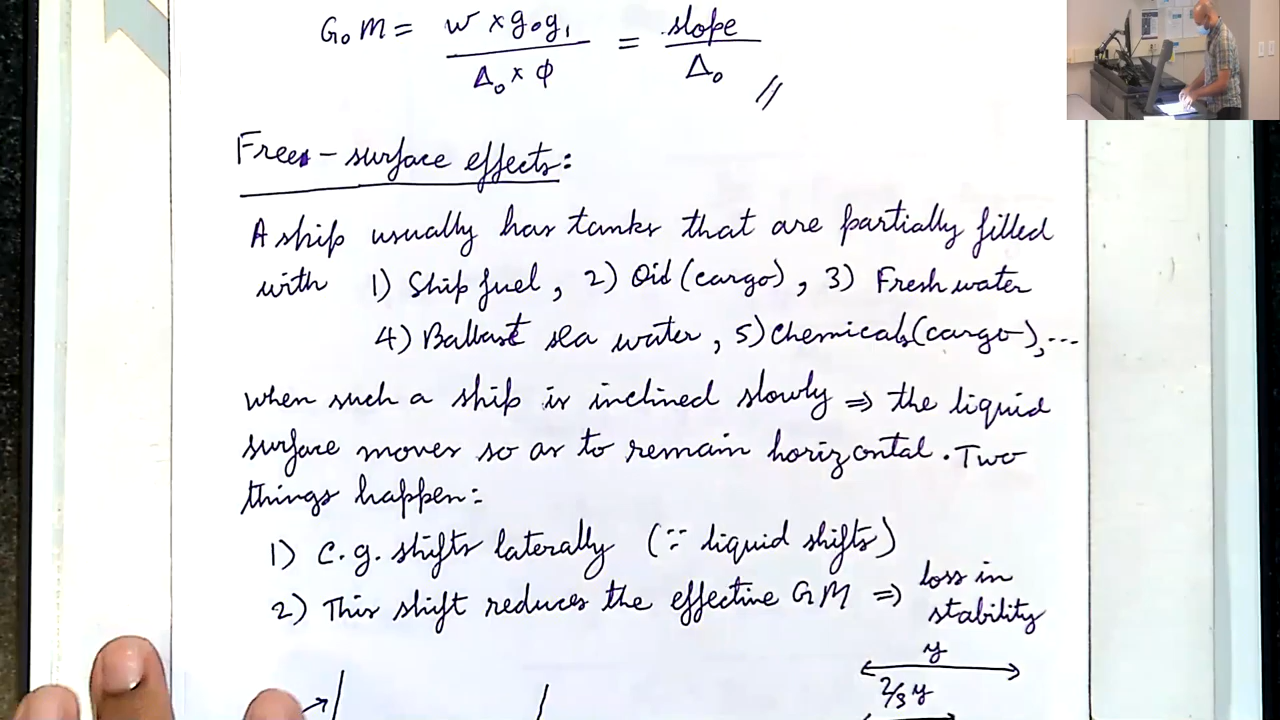 G₀M = w × g₀g₁ / Δ₀ × φ = slope / Δ₀ //
Free - surface effects:
A ship usually has tanks that are partially filled
with 1) Ship fuel, 2) Oil (cargo), 3) Fresh water
4) Ballast sea water, 5) Chemicals (cargo), ...
when such a ship is inclined slowly ⇒ the liquid
surface moves so as to remain horizontal. Two
things happen:
1) C.g. shifts laterally (∵ liquid shifts)
2) This shift reduces the effective GM ⇒ loss in stability
y
2/3 y